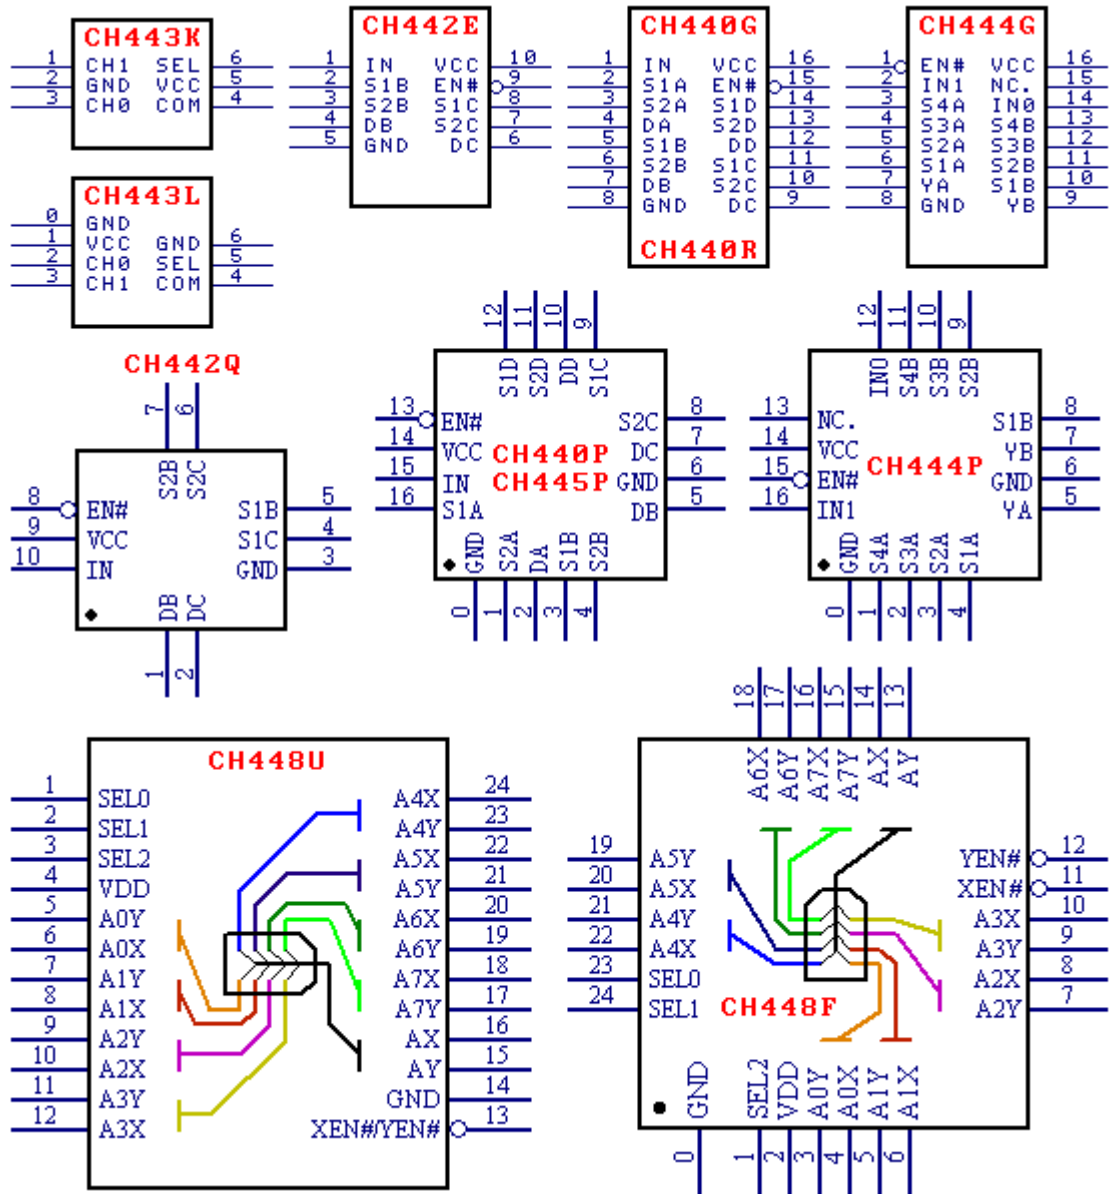 CH443K
1 CH1 SEL 6
2 GND VCC 5
3 CH0 COM 4
CH442E
1 IN VCC 10
2 S1B EN# 9
3 S2B S1C 8
4 DB S2C 7
5 GND DC 6
CH440G
1 IN VCC 16
2 S1A EN# 15
3 S2A S1D 14
4 DA S2D 13
5 S1B DD 12
6 S2B S1C 11
7 DB S2C 10
8 GND DC 9
CH440R
CH444G
1 EN# VCC 16
2 IN1 NC. 15
3 S4A IN0 14
4 S3A S4B 13
5 S2A S3B 12
6 S1A S2B 11
7 YA S1B 10
8 GND YB 9
CH443L
0 GND
1 VCC GND 6
2 CH0 SEL 5
3 CH1 COM 4
CH442Q
7 6
S2B S2C
8 EN# S1B 5
9 VCC S1C 4
10 IN GND 3
DB DC
1 2
12 11 10 9
S1D S2D DD S1C
13 EN# S2C 8
14 VCC DC 7
15 IN GND 6
16 S1A DB 5
CH440P
CH445P
GND S2A DA S1B S2B
0 1 2 3 4
12 11 10 9
IN0 S4B S3B S2B
13 NC. S1B 8
14 VCC YB 7
15 EN# GND 6
16 IN1 YA 5
CH444P
GND S4A S3A S2A S1A
0 1 2 3 4
CH448U
1 SEL0 A4X 24
2 SEL1 A4Y 23
3 SEL2 A5X 22
4 VDD A5Y 21
5 A0Y A6X 20
6 A0X A6Y 19
7 A1Y A7X 18
8 A1X A7Y 17
9 A2Y AX 16
10 A2X AY 15
11 A3Y GND 14
12 A3X XEN#/YEN# 13
18 17 16 15 14 13
A6X A6Y A7X A7Y AX AY
19 A5Y YEN# 12
20 A5X XEN# 11
21 A4Y A3X 10
22 A4X A3Y 9
23 SEL0 A2X 8
24 SEL1 A2Y 7
CH448F
GND SEL2 VDD A0Y A0X A1Y A1X
0 1 2 3 4 5 6